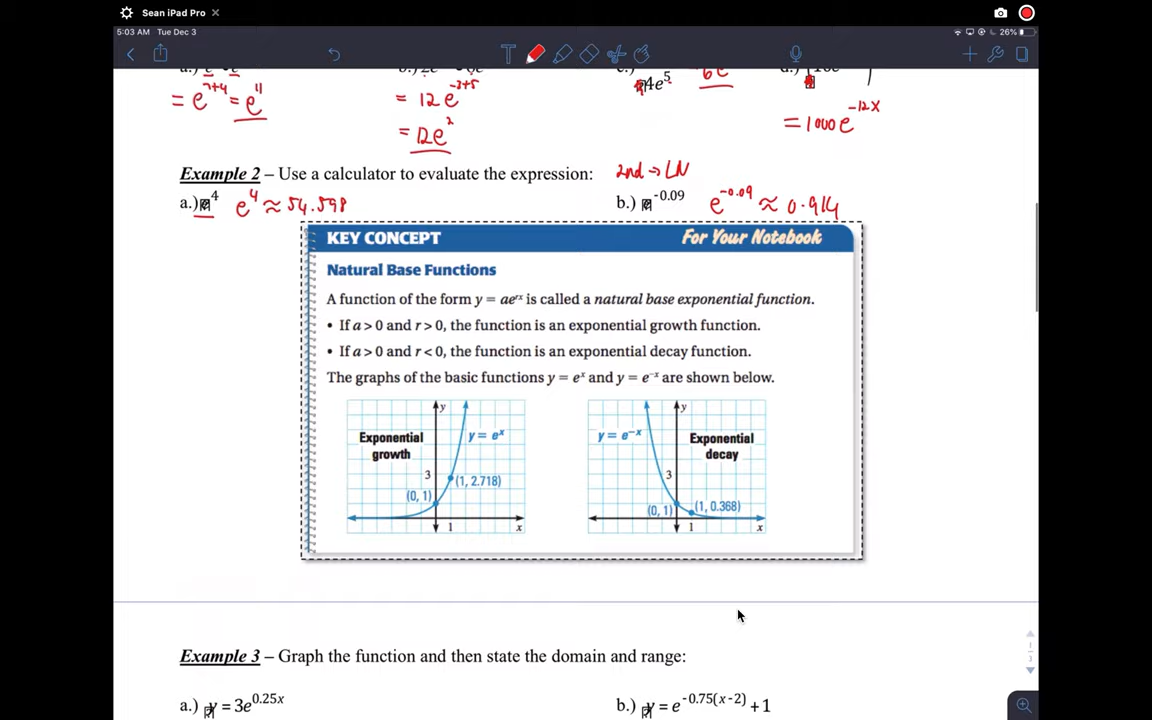 Sean iPad Pro ×
5:03 AM Tue Dec 3
26%
T
= e^7+4 = e^11
= 12e^-3+5
= 12e^2
4e^5
6e
= 1000e^-12x
Example 2 – Use a calculator to evaluate the expression: 2nd → LN
a.) ^4 e^4 ≈ 54.598
b.) ^-0.09 e^-0.09 ≈ 0.914
KEY CONCEPT For Your Notebook
Natural Base Functions
A function of the form y = ae^rx is called a natural base exponential function.
• If a > 0 and r > 0, the function is an exponential growth function.
• If a > 0 and r < 0, the function is an exponential decay function.
The graphs of the basic functions y = e^x and y = e^-x are shown below.
y
Exponential
growth
y = e^x
3
(1, 2.718)
(0, 1)
1
x
y
y = e^-x
Exponential
decay
3
(0, 1)
(1, 0.368)
1
x
Example 3 – Graph the function and then state the domain and range:
a.) y = 3e^0.25x
b.) y = e^-0.75(x-2) + 1